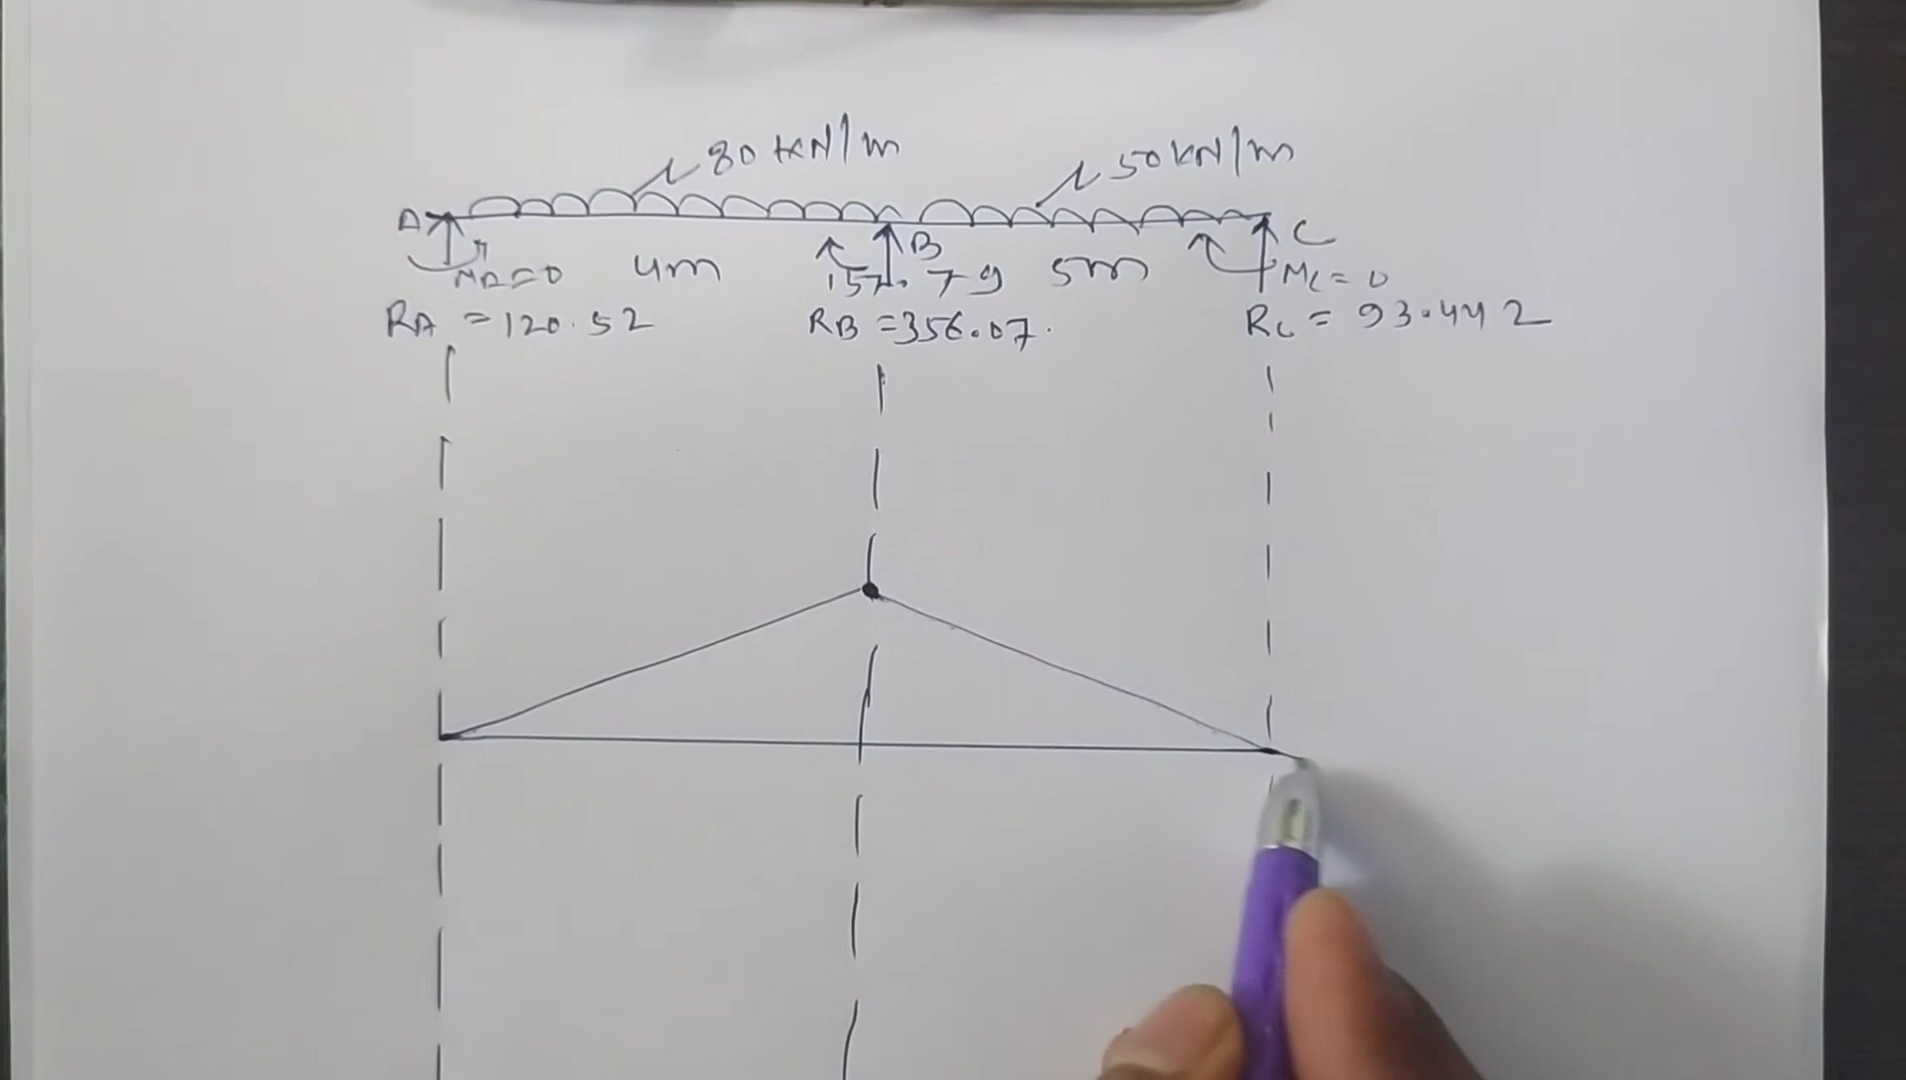 80 kN/m 50 kN/m
A B C
MA=0 4m 157.79 5m MC=0
RA = 120.52 RB =356.07. RC = 93.442